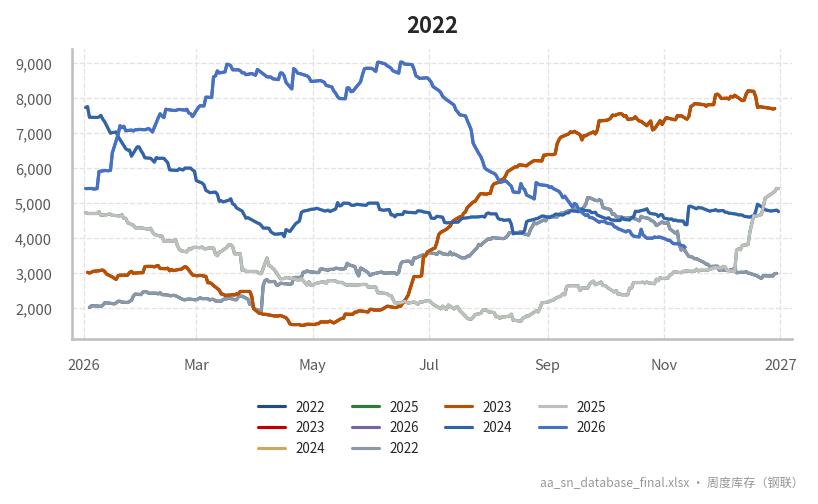 2022
9,000
8,000
7,000
6,000
5,000
4,000
3,000
2,000
2026 Mar May Jul Sep Nov 2027
2022 2025 2023 2025
2023 2026 2024 2026
2024 2022
aa_sn_database_final.xlsx · 周度库存（钢联）